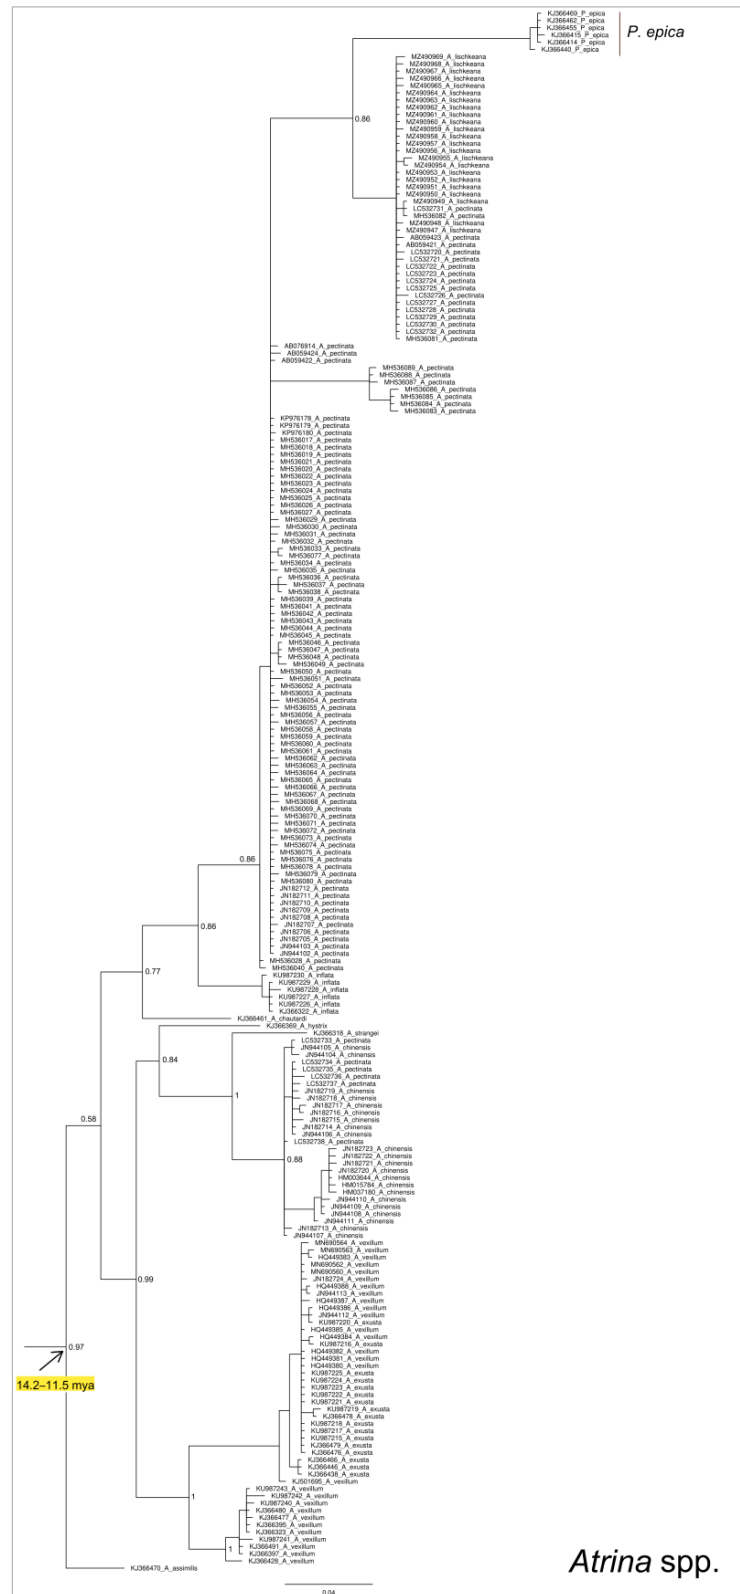 KJ366469_P_epica
KJ366462_P_epica
KJ366455_P_epica
KJ366415_P_epica
KJ366414_P_epica
KJ366440_P_epica
P. epica
MZ490969_A_lischkeana
MZ490968_A_lischkeana
MZ490967_A_lischkeana
MZ490966_A_lischkeana
MZ490965_A_lischkeana
MZ490964_A_lischkeana
MZ490963_A_lischkeana
MZ490962_A_lischkeana
MZ490961_A_lischkeana
MZ490960_A_lischkeana
0.86
MZ490959_A_lischkeana
MZ490958_A_lischkeana
MZ490957_A_lischkeana
MZ490956_A_lischkeana
MZ490955_A_lischkeana
MZ490954_A_lischkeana
MZ490953_A_lischkeana
MZ490952_A_lischkeana
MZ490951_A_lischkeana
MZ490950_A_lischkeana
MZ490949_A_lischkeana
LC532731_A_pectinata
MH536082_A_pectinata
MZ490948_A_lischkeana
MZ490947_A_lischkeana
AB059423_A_pectinata
AB059421_A_pectinata
LC532720_A_pectinata
LC532721_A_pectinata
LC532722_A_pectinata
LC532723_A_pectinata
LC532724_A_pectinata
LC532725_A_pectinata
LC532726_A_pectinata
LC532727_A_pectinata
LC532728_A_pectinata
LC532729_A_pectinata
LC532730_A_pectinata
LC532732_A_pectinata
MH536081_A_pectinata
AB076914_A_pectinata
AB059424_A_pectinata
AB059422_A_pectinata
MH536089_A_pectinata
MH536088_A_pectinata
MH536087_A_pectinata
MH536086_A_pectinata
MH536085_A_pectinata
MH536084_A_pectinata
MH536083_A_pectinata
KP976178_A_pectinata
KP976179_A_pectinata
KP976180_A_pectinata
MH536017_A_pectinata
MH536018_A_pectinata
MH536019_A_pectinata
MH536021_A_pectinata
MH536020_A_pectinata
MH536022_A_pectinata
MH536023_A_pectinata
MH536024_A_pectinata
MH536025_A_pectinata
MH536026_A_pectinata
MH536027_A_pectinata
MH536029_A_pectinata
MH536030_A_pectinata
MH536031_A_pectinata
MH536032_A_pectinata
MH536033_A_pectinata
MH536077_A_pectinata
MH536034_A_pectinata
MH536035_A_pectinata
MH536036_A_pectinata
MH536037_A_pectinata
MH536038_A_pectinata
MH536039_A_pectinata
MH536041_A_pectinata
MH536042_A_pectinata
MH536043_A_pectinata
MH536044_A_pectinata
MH536045_A_pectinata
MH536046_A_pectinata
MH536047_A_pectinata
MH536048_A_pectinata
MH536049_A_pectinata
MH536050_A_pectinata
MH536051_A_pectinata
MH536052_A_pectinata
MH536053_A_pectinata
MH536054_A_pectinata
MH536055_A_pectinata
MH536056_A_pectinata
MH536057_A_pectinata
MH536058_A_pectinata
MH536059_A_pectinata
MH536060_A_pectinata
MH536061_A_pectinata
MH536062_A_pectinata
MH536063_A_pectinata
MH536064_A_pectinata
MH536065_A_pectinata
MH536066_A_pectinata
MH536067_A_pectinata
MH536068_A_pectinata
MH536069_A_pectinata
MH536070_A_pectinata
MH536071_A_pectinata
MH536072_A_pectinata
MH536073_A_pectinata
MH536074_A_pectinata
MH536075_A_pectinata
0.86
MH536076_A_pectinata
MH536078_A_pectinata
MH536079_A_pectinata
MH536080_A_pectinata
JN182712_A_pectinata
JN182711_A_pectinata
JN182710_A_pectinata
JN182709_A_pectinata
JN182708_A_pectinata
JN182707_A_pectinata
0.86
JN182706_A_pectinata
JN182705_A_pectinata
JN944103_A_pectinata
JN944102_A_pectinata
MH536028_A_pectinata
MH536040_A_pectinata
0.77
KU987230_A_inflata
KU987229_A_inflata
KU987228_A_inflata
KU987227_A_inflata
KU987226_A_inflata
KJ366322_A_inflata
KJ366461_A_chautardi
KJ366369_A_hystrix
KJ366318_A_strangei
LC532733_A_pectinata
JN944105_A_chinensis
JN944104_A_chinensis
0.84
LC532734_A_pectinata
LC532735_A_pectinata
LC532736_A_pectinata
LC532737_A_pectinata
JN182719_A_chinensis
1
JN182718_A_chinensis
JN182717_A_chinensis
JN182716_A_chinensis
JN182715_A_chinensis
0.58
JN182714_A_chinensis
JN944106_A_chinensis
LC532738_A_pectinata
JN182723_A_chinensis
JN182722_A_chinensis
0.88
JN182721_A_chinensis
JN182720_A_chinensis
HM003644_A_chinensis
HM015784_A_chinensis
HM037180_A_chinensis
JN944110_A_chinensis
JN944109_A_chinensis
JN944108_A_chinensis
JN944111_A_chinensis
JN182713_A_chinensis
JN944107_A_chinensis
MN690564_A_vexillum
MN690563_A_vexillum
HQ449383_A_vexillum
MN690562_A_vexillum
MN690560_A_vexillum
JN182724_A_vexillum
0.99
HQ449388_A_vexillum
JN944113_A_vexillum
HQ449387_A_vexillum
HQ449386_A_vexillum
JN944112_A_vexillum
KU987220_A_exusta
HQ449385_A_vexillum
HQ449384_A_vexillum
KU987216_A_exusta
0.97
HQ449382_A_vexillum
HQ449381_A_vexillum
HQ449380_A_vexillum
KU987225_A_exusta
KU987224_A_exusta
14.2–11.5 mya
KU987223_A_exusta
KU987222_A_exusta
KU987221_A_exusta
KU987219_A_exusta
KJ366478_A_exusta
KU987218_A_exusta
KU987217_A_exusta
KU987215_A_exusta
KJ366479_A_exusta
KJ366476_A_exusta
KJ366466_A_exusta
KJ366446_A_exusta
KJ366438_A_exusta
KJ501695_A_vexillum
KU987243_A_vexillum
1
KU987242_A_vexillum
KU987240_A_vexillum
KJ366480_A_vexillum
KJ366477_A_vexillum
KJ366395_A_vexillum
KJ366323_A_vexillum
KU987241_A_vexillum
1
KJ366491_A_vexillum
KJ366397_A_vexillum
KJ366428_A_vexillum
KJ366470_A_assimilis
Atrina spp.
0.04